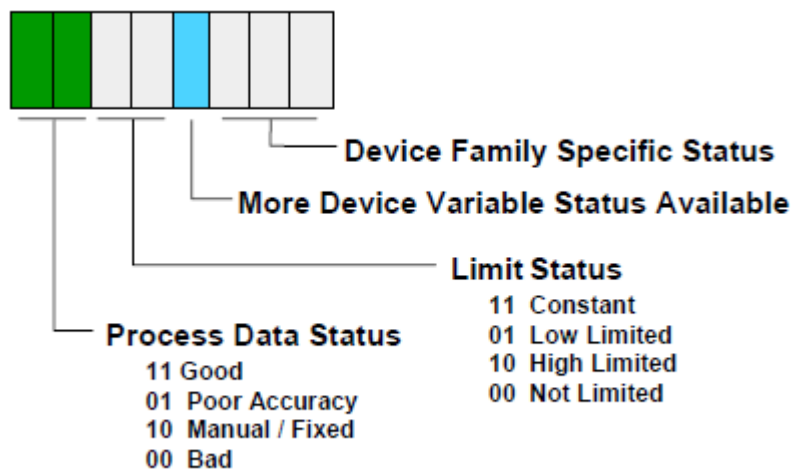 Device Family Specific Status
More Device Variable Status Available
Limit Status
11 Constant
01 Low Limited
10 High Limited
00 Not Limited
Process Data Status
11 Good
01 Poor Accuracy
10 Manual / Fixed
00 Bad